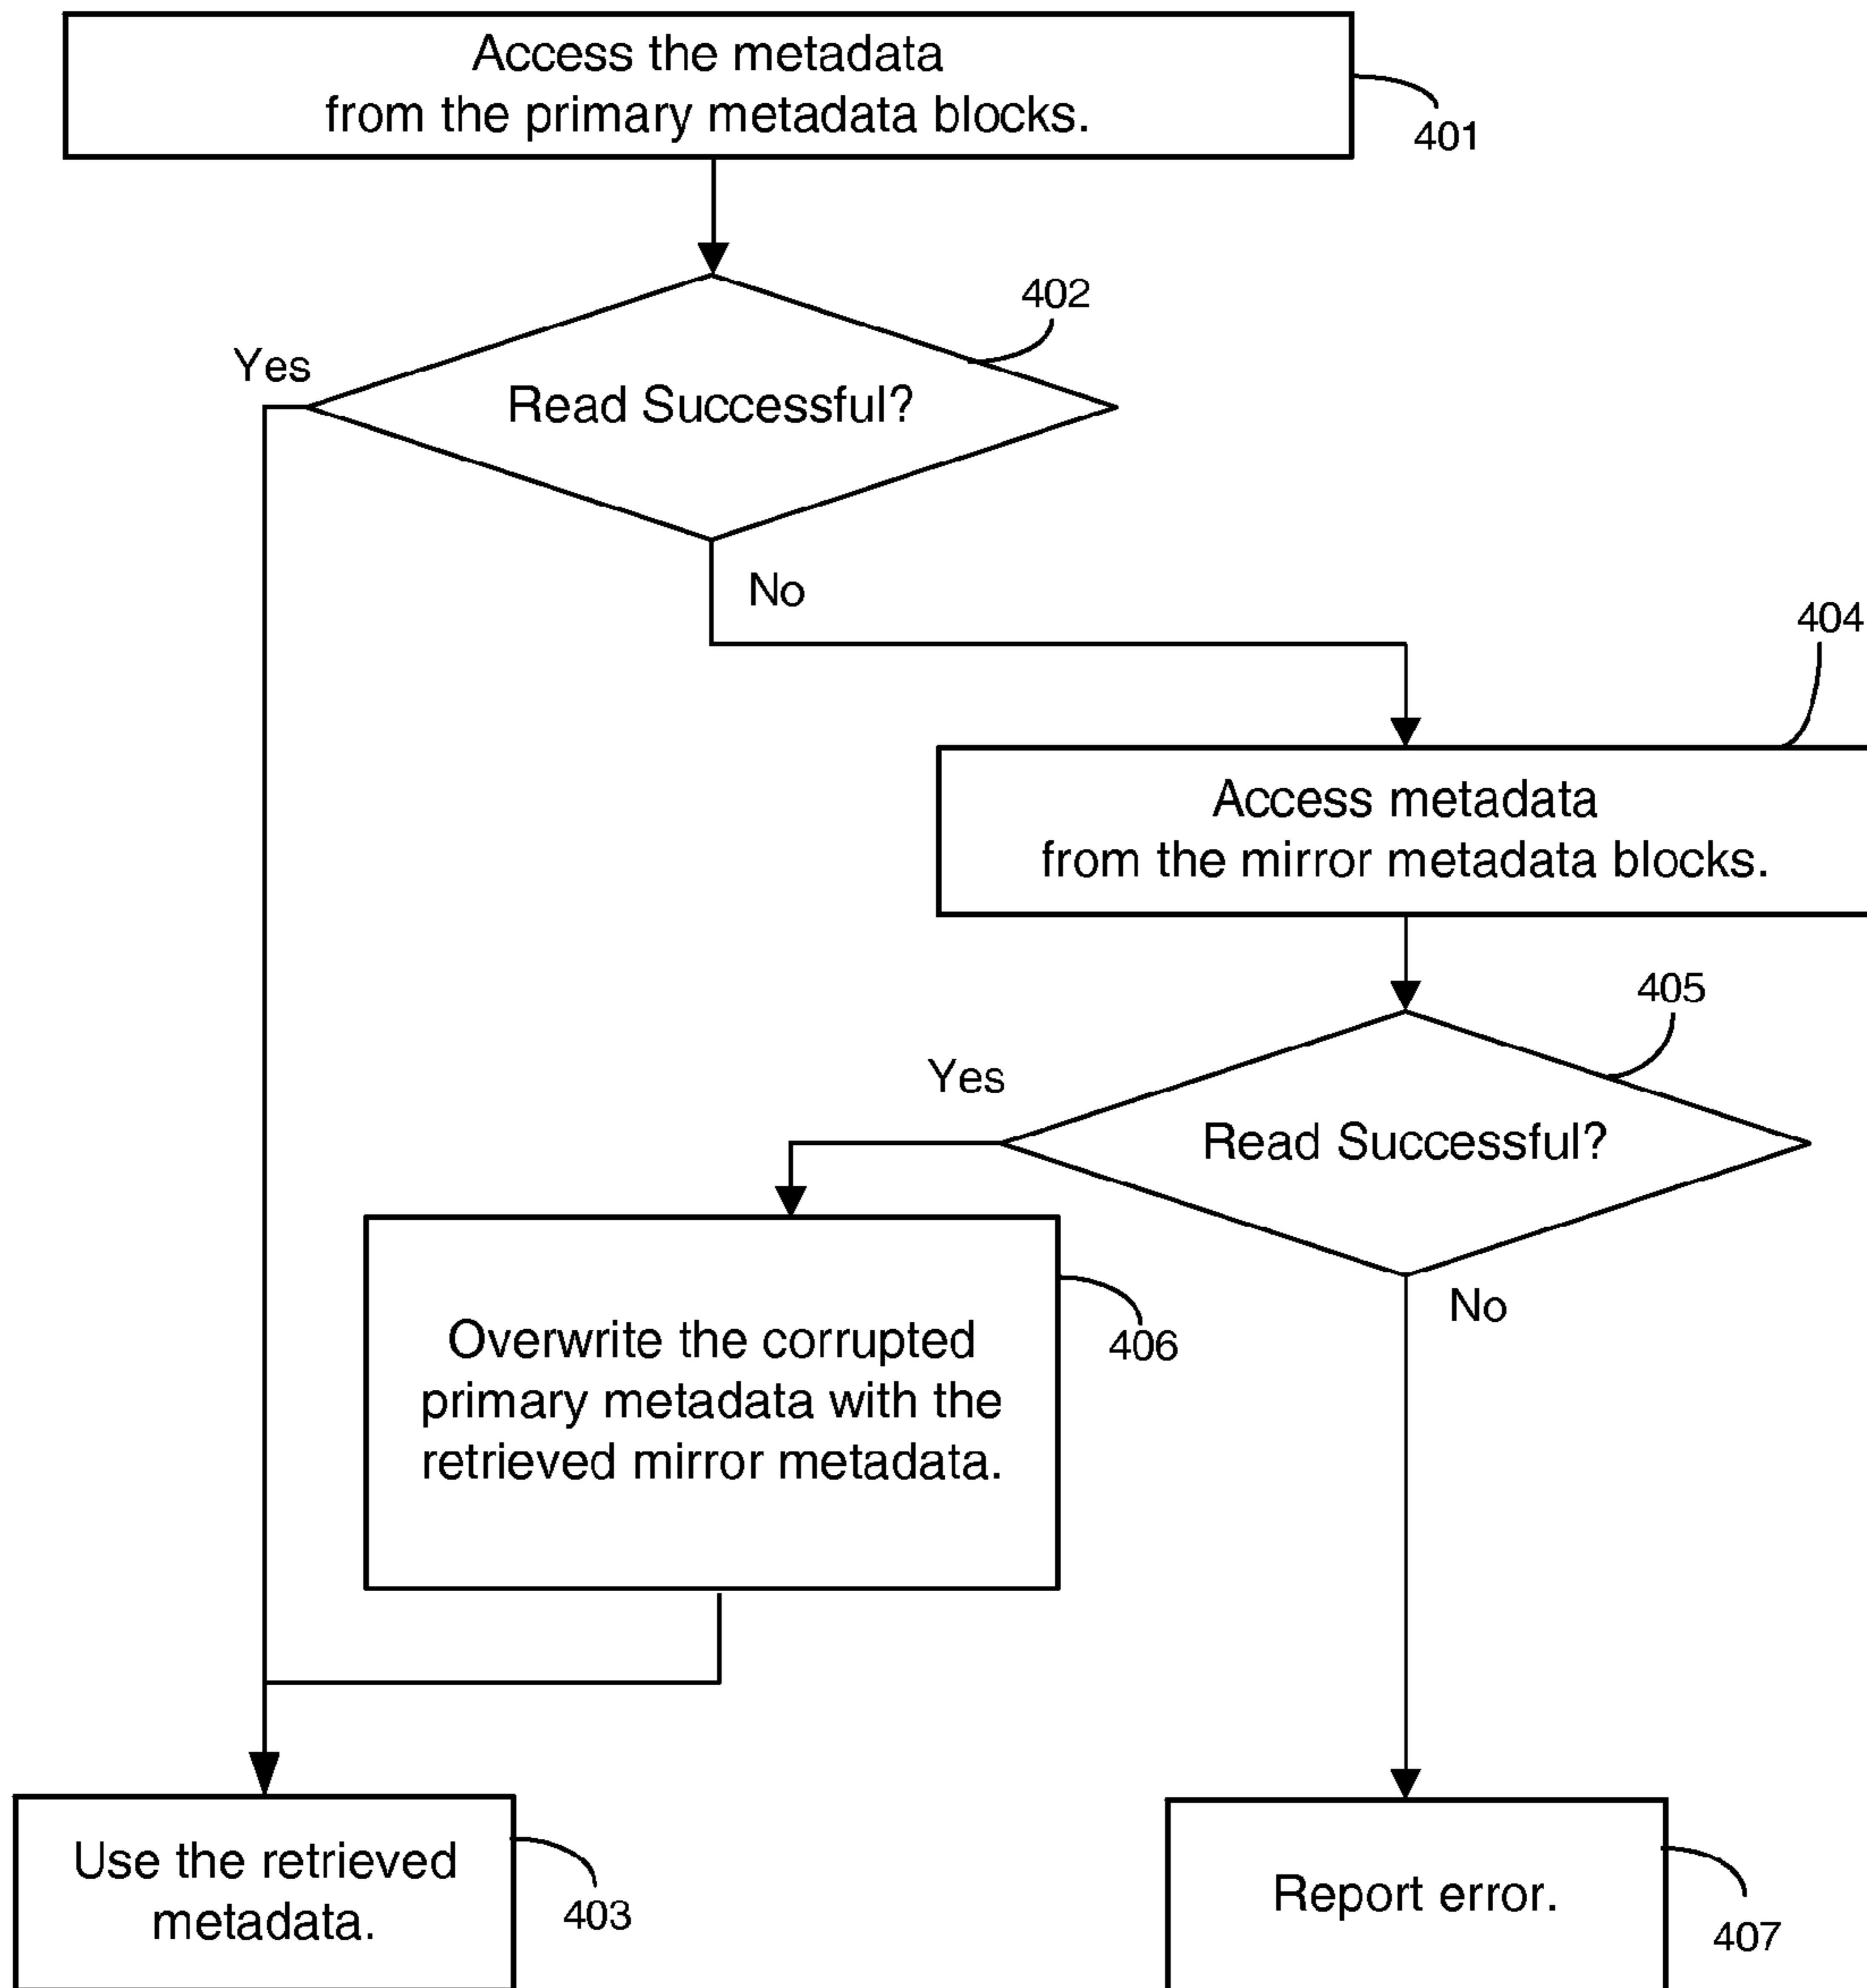 Access the metadata
from the primary metadata blocks.
401
402
Yes
Read Successful?
No
404
Access metadata
from the mirror metadata blocks.
405
Yes
Read Successful?
No
Overwrite the corrupted
primary metadata with the
retrieved mirror metadata.
406
Use the retrieved
metadata.
403
Report error.
407